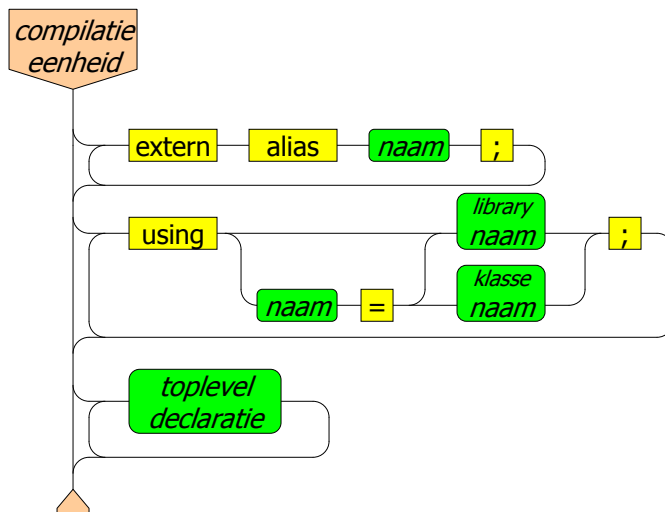 compilatie
eenheid
extern alias naam ;
using library naam ;
naam = klasse naam
toplevel
declaratie